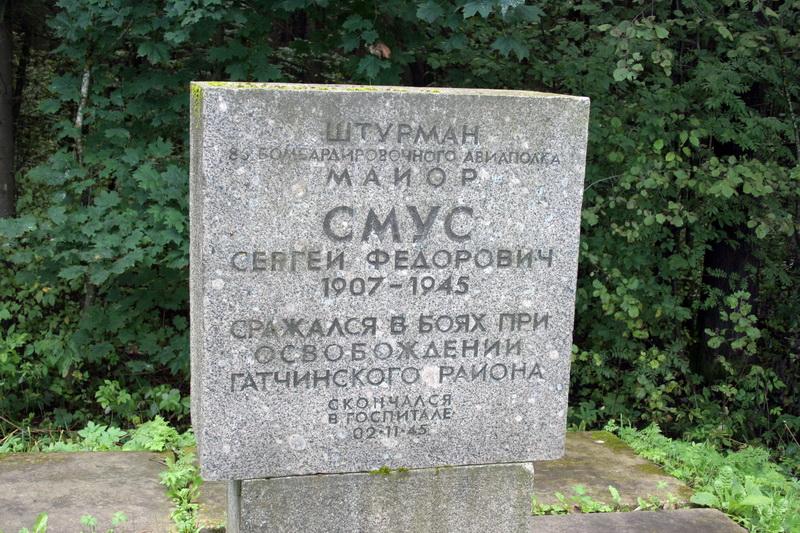 ШТУРМАН
БОМБАРДИРОВОЧНОГО АВИАПОЛКА
МАЙОР
СМУС
СЕРГЕЙ ФЕДОРОВИЧ
1907-1945
СРАЖАЛСЯ В БОЯХ ПРИ
ОСВОБОЖДЕНИИ
ГАТЧИНСКОГО РАЙОНА
СКОНЧАЛСЯ
В ГОСПИТАЛЕ
02-11-45